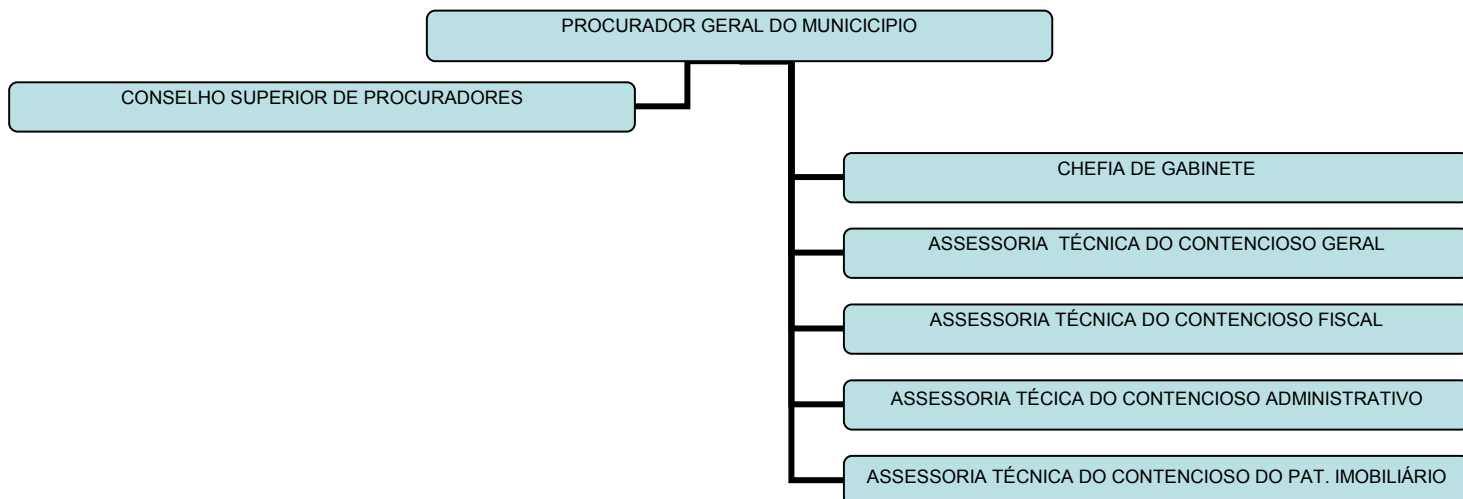 PROCURADOR GERAL DO MUNICICIPIO
CONSELHO SUPERIOR DE PROCURADORES
CHEFIA DE GABINETE
ASSESSORIA TÉCNICA DO CONTENCIOSO GERAL
ASSESSORIA TÉCNICA DO CONTENCIOSO FISCAL
ASSESSORIA TÉCICA DO CONTENCIOSO ADMINISTRATIVO
ASSESSORIA TÉCNICA DO CONTENCIOSO DO PAT. IMOBILIÁRIO